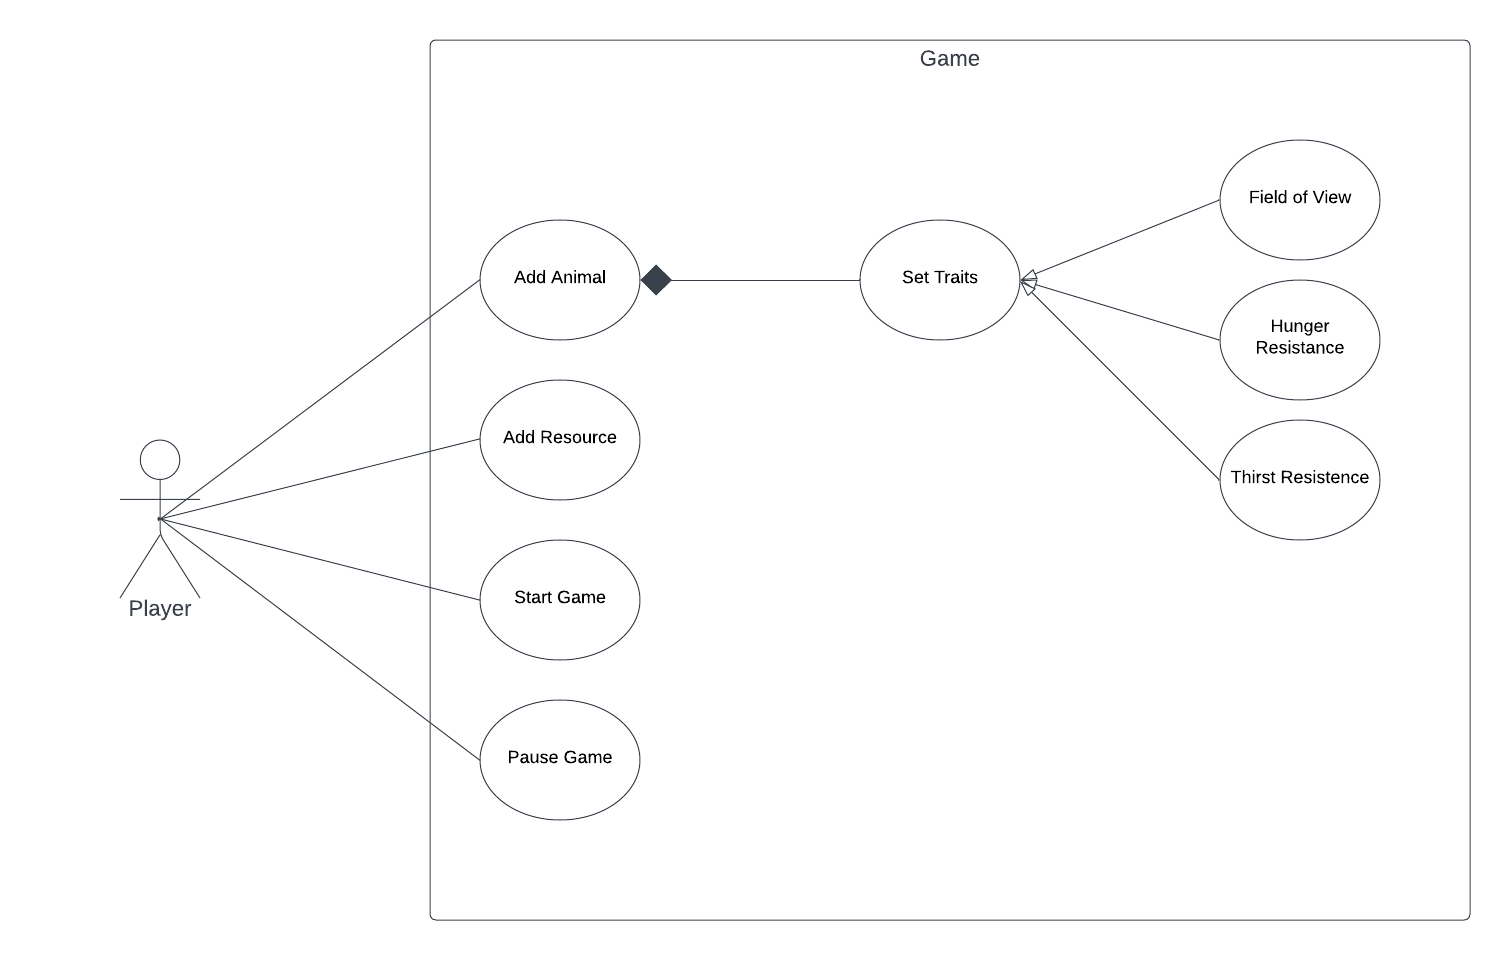 Game
Field of View
Add Animal
Set Traits
Hunger
Resistance
Add Resource
Thirst Resistence
Start Game
Player
Pause Game